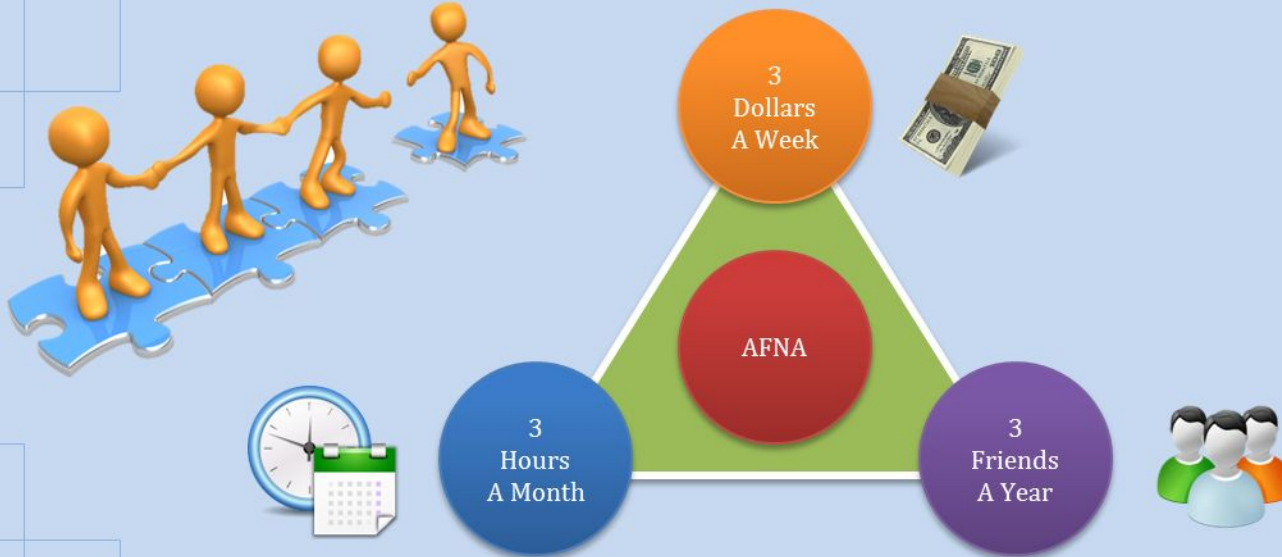 3
Dollars
A Week
AFNA
3
Hours
A Month
3
Friends
A Year